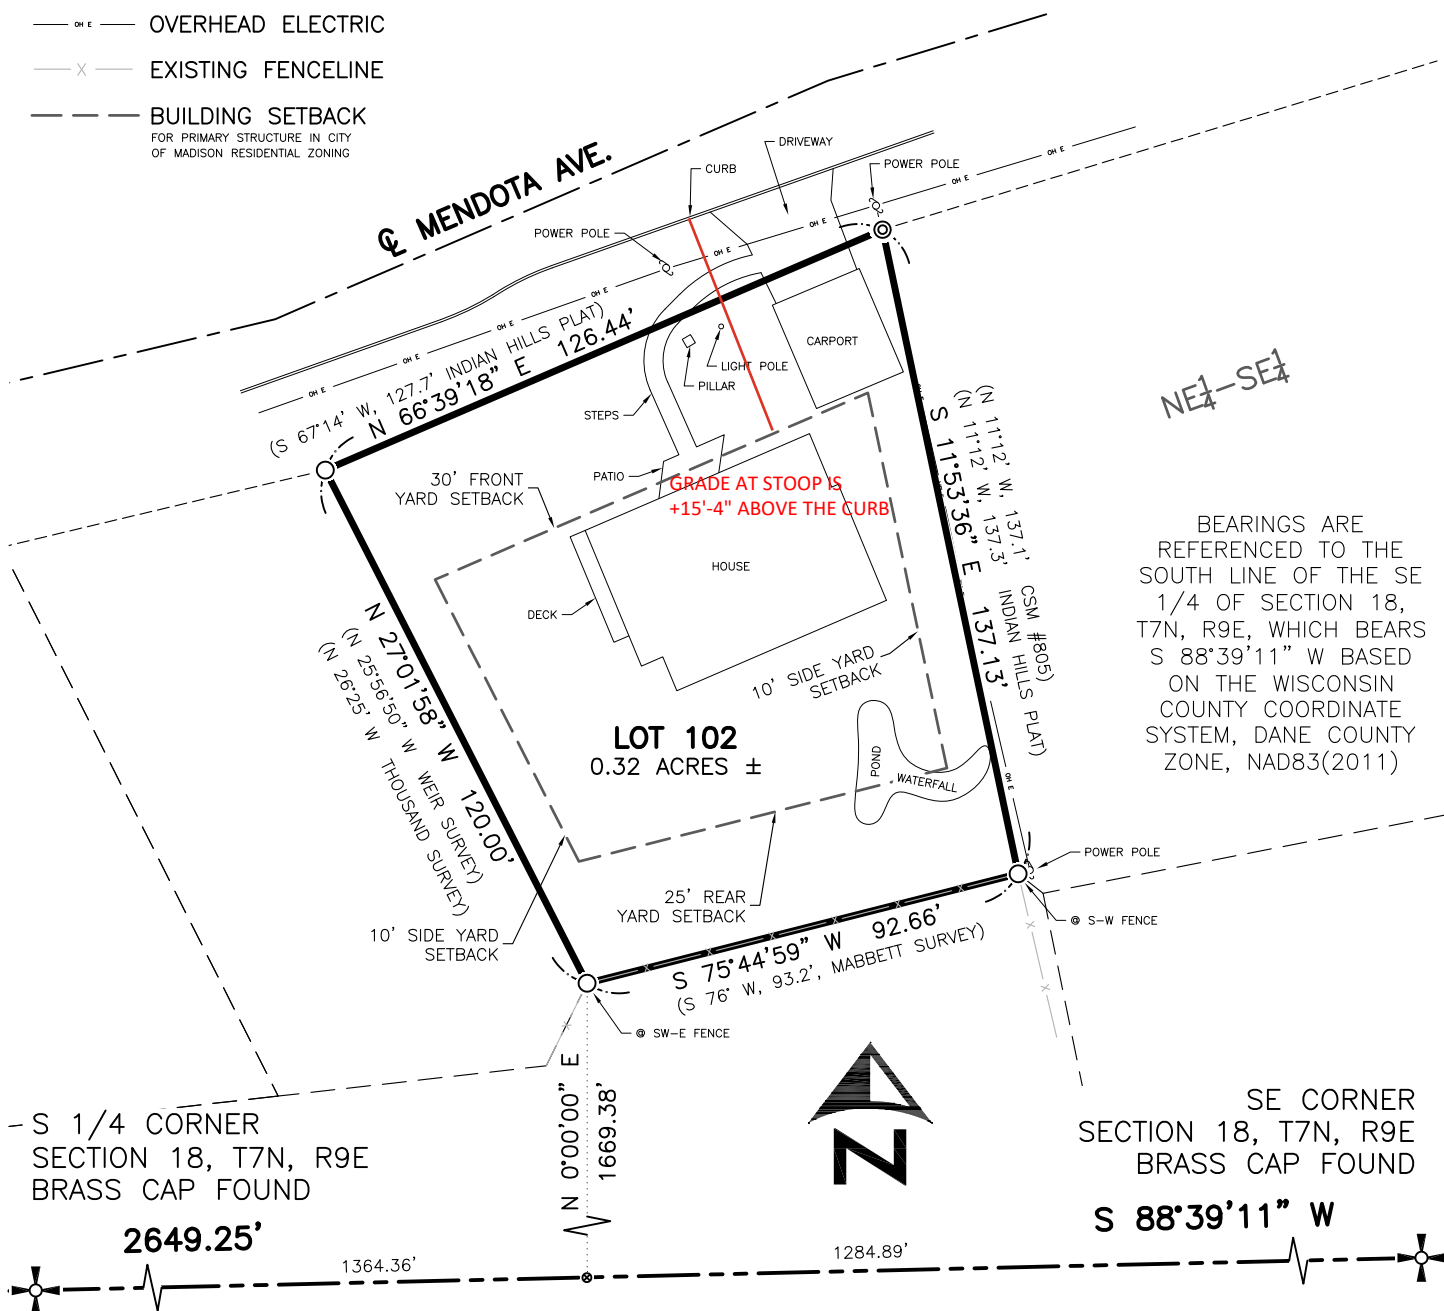 OH E OVERHEAD ELECTRIC
X EXISTING FENCELINE
BUILDING SETBACK
FOR PRIMARY STRUCTURE IN CITY
OF MADISON RESIDENTIAL ZONING
℄ MENDOTA AVE.
CURB
DRIVEWAY
POWER POLE
OH E
OH E
POWER POLE
OH E
OH E
OH E
OH E
OH E
(S 67°14' W, 127.7' INDIAN HILLS PLAT)
N 66°39'18" E 126.44'
CARPORT
LIGHT POLE
PILLAR
STEPS
PATIO
30' FRONT
YARD SETBACK
GRADE AT STOOP IS
+15'-4" ABOVE THE CURB
HOUSE
DECK
10' SIDE YARD
SETBACK
S 11°53'36" E 137.13'
(N 11°12' W, 137.3' INDIAN HILLS PLAT)
(N 11°12' W, 137.1' CSM #805)
NE1/4-SE1/4
BEARINGS ARE
REFERENCED TO THE
SOUTH LINE OF THE SE
1/4 OF SECTION 18,
T7N, R9E, WHICH BEARS
S 88°39'11" W BASED
ON THE WISCONSIN
COUNTY COORDINATE
SYSTEM, DANE COUNTY
ZONE, NAD83(2011)
N 27°01'58" W 120.00'
(N 25°56'50" W WEIR SURVEY)
(N 26°25' W THOUSAND SURVEY)
LOT 102
0.32 ACRES ±
POND
WATERFALL
OH E
POWER POLE
@ S-W FENCE
25' REAR
YARD SETBACK
10' SIDE YARD
SETBACK
S 75°44'59" W 92.66'
(S 76° W, 93.2', MABBETT SURVEY)
@ SW-E FENCE
N 0°00'00" E
1669.38'
N
S 1/4 CORNER
SECTION 18, T7N, R9E
BRASS CAP FOUND
2649.25'
SE CORNER
SECTION 18, T7N, R9E
BRASS CAP FOUND
S 88°39'11" W
1364.36'
1284.89'